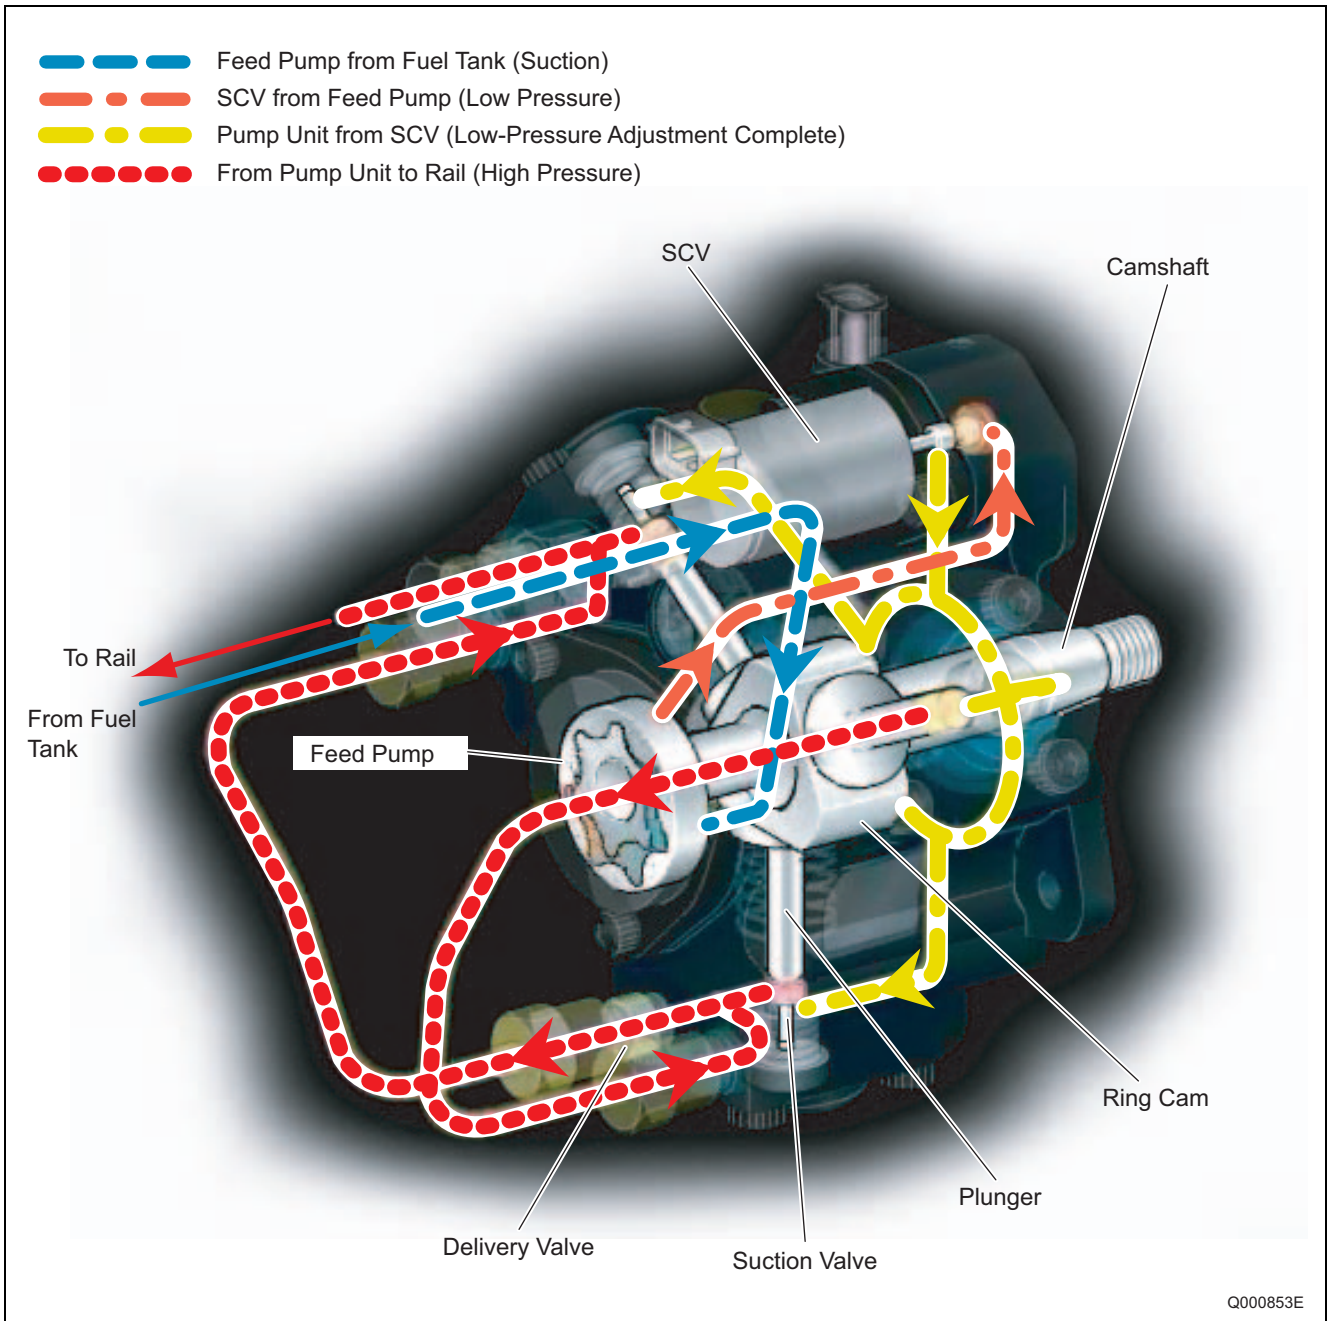 Feed Pump from Fuel Tank (Suction)
SCV from Feed Pump (Low Pressure)
Pump Unit from SCV (Low-Pressure Adjustment Complete)
From Pump Unit to Rail (High Pressure)
SCV
Camshaft
To Rail
From Fuel
Tank
Feed Pump
Ring Cam
Plunger
Delivery Valve
Suction Valve
Q000853E